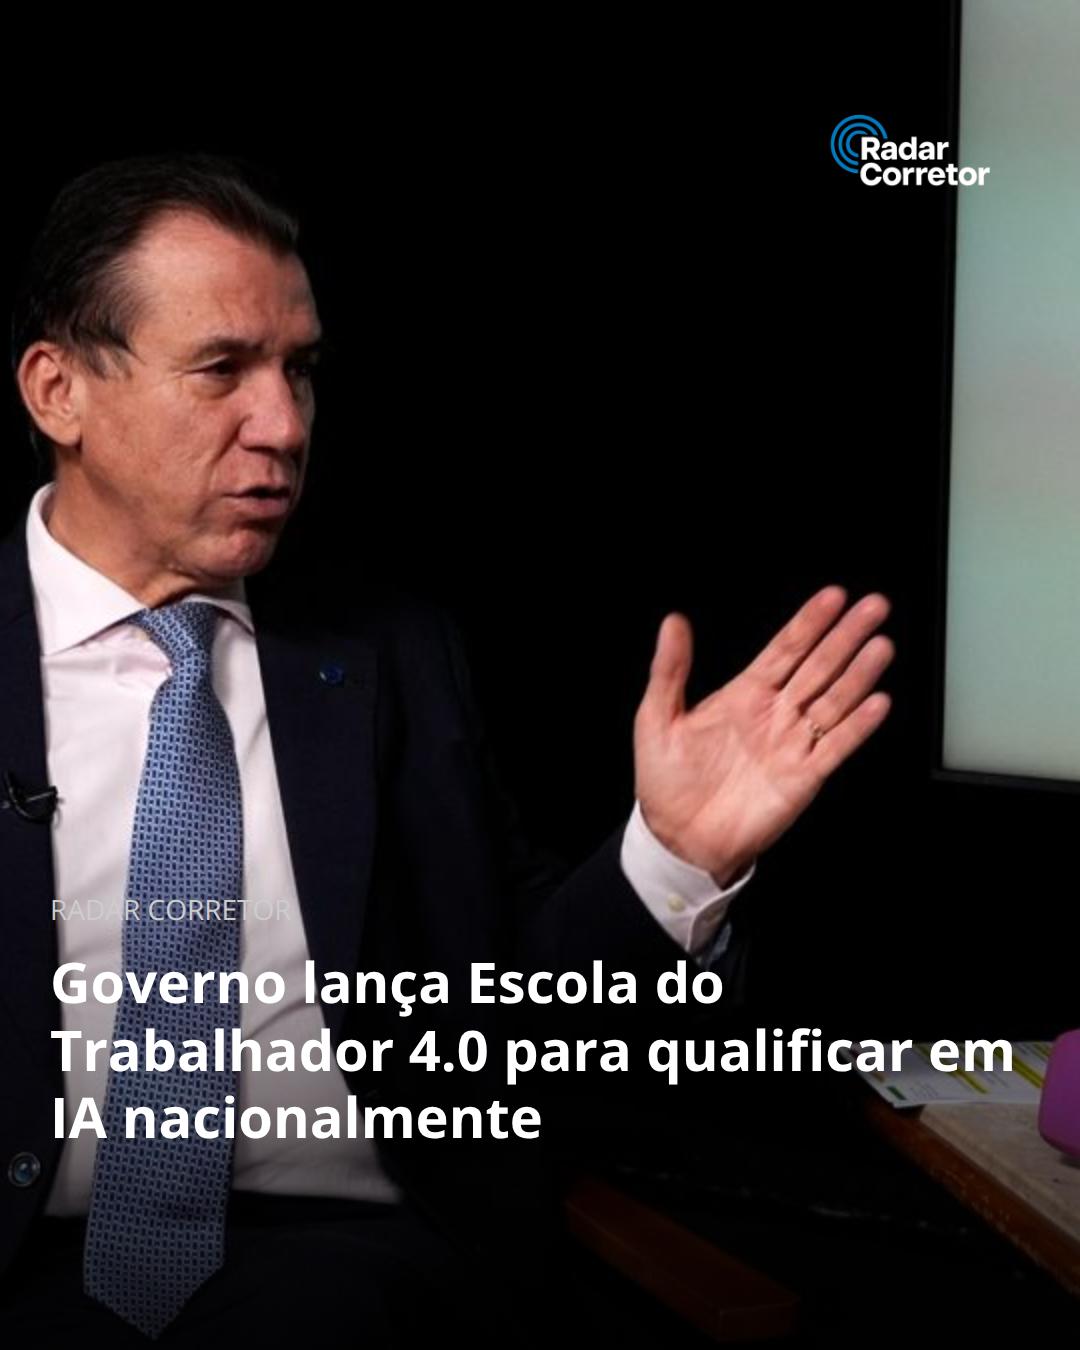 Radar
Corretor
RADAR CORRETOR
Governo lança Escola do
Trabalhador 4.0 para qualificar em
IA nacionalmente